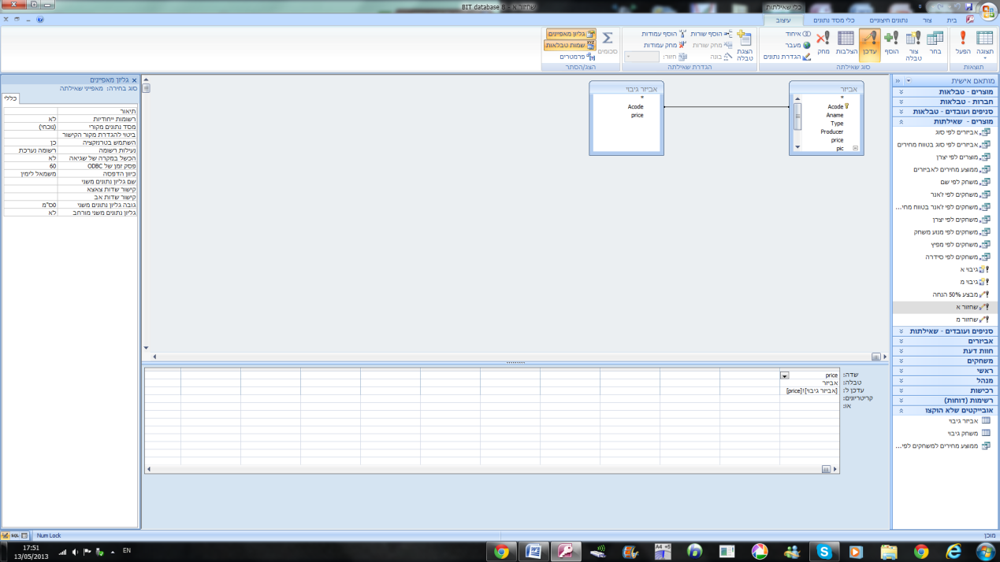 כלי שאילתות
שחזור א - BIT database B
בית
צור
נתונים חיצוניים
כלי מסד נתונים
עיצוב
תצוגה
הפעל
תוצאות
בחר
צור טבלה
הוסף
עדכן
הצלבות
מחק
איחוד
מעבר
הגדרת נתונים
סוג שאילתה
הצגת טבלה
הוסף שורות
מחק שורות
בונה
הוסף עמודות
מחק עמודות
חזור:
הגדרת שאילתה
סכומים
גליון מאפיינים
שמות טבלאות
פרמטרים
הצג/הסתר
מותאם אישית
מוצרים - טבלאות
חברות - טבלאות
סניפים ועובדים - טבלאות
מוצרים - שאילתות
אביזרים לפי סוג
אביזרים לפי סוג בטווח מחירים
מוצרים לפי יצרן
ממוצע מחירים לאביזרים
משחק לפי שם
משחקים לפי ז'אנר
משחקים לפי ז'אנר בטווח מחי...
משחקים לפי יצרן
משחקים לפי מנוע משחק
משחקים לפי מפיץ
משחקים לפי סידרה
גיבוי א
גיבוי מ
מבצע 50% הנחה
שחזור א
שחזור מ
סניפים ועובדים - שאילתות
אביזרים
חוות דעת
משחקים
ראשי
מנהל
רכישות
רשימות (דוחות)
אובייקטים שלא הוקצו
אביזר גיבוי
משחק גיבוי
ממוצע מחירים למשחקים לפי...
אביזר
*
Acode
Aname
Type
Producer
price
pic
אביזר גיבוי
*
Acode
price
שדה: price
טבלה: אביזר
עדכן ל: [אביזר גיבוי]![price]
קריטריונים:
או:
גליון מאפיינים
סוג בחירה: מאפייני שאילתה
כללי
תיאור
רשומות ייחודיות לא
מסד נתונים מקורי (נוכחי)
ביטוי להגדרת מקור הקישור
השתמש בטרנזקציה כן
נעילות רשומה רשומה נערכת
הכשל במקרה של שגיאה לא
פסק זמן של ODBC 60
כיוון הדפסה משמאל לימין
שם גליון נתונים משני
קישור שדות צאצא
קישור שדות אב
גובה גליון נתונים משני 0ס"מ
גליון נתונים משני מורחב לא
מוכן
Num Lock
SQL
A4 +5
EN
17:51
13/05/2013